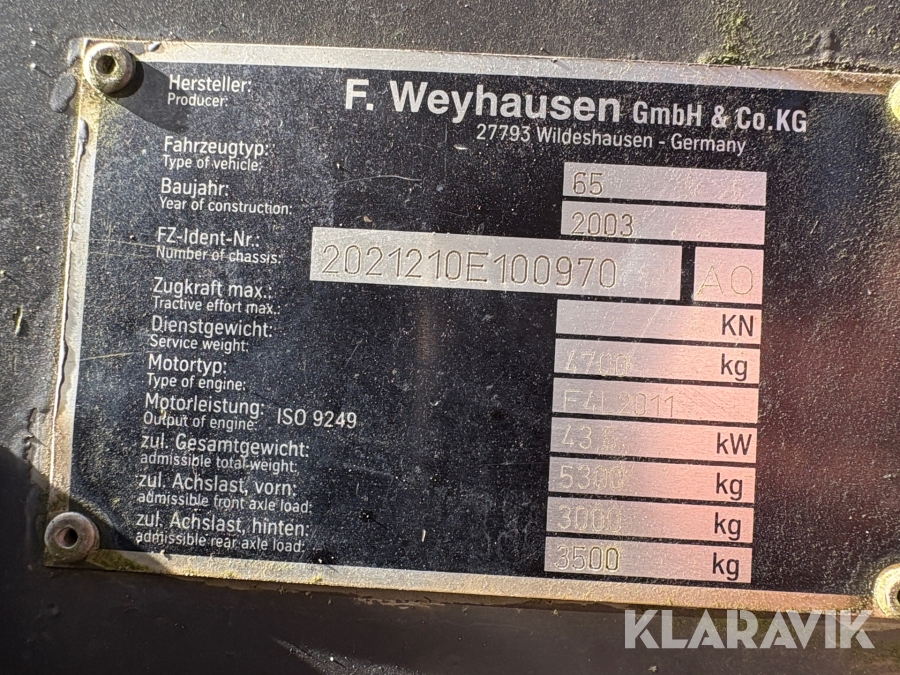 Hersteller:
Producer:
F. Weyhausen GmbH & Co.KG
27793 Wildeshausen - Germany
Fahrzeugtyp:
Type of vehicle:
65
Baujahr:
Year of construction:
2003
FZ-Ident-Nr.:
Number of chassis:
2021210E100970 AO
Zugkraft max.:
Tractive effort max.:
KN
Dienstgewicht:
Service weight:
4700 kg
Motortyp:
Type of engine:
F4L2011
Motorleistung: ISO 9249
Output of engine:
43.5 kW
zul. Gesamtgewicht:
admissible total weight:
5300 kg
zul. Achslast, vorn:
admissible front axle load:
3000 kg
zul. Achslast, hinten:
admissible rear axle load:
3500 kg
KLARAVIK